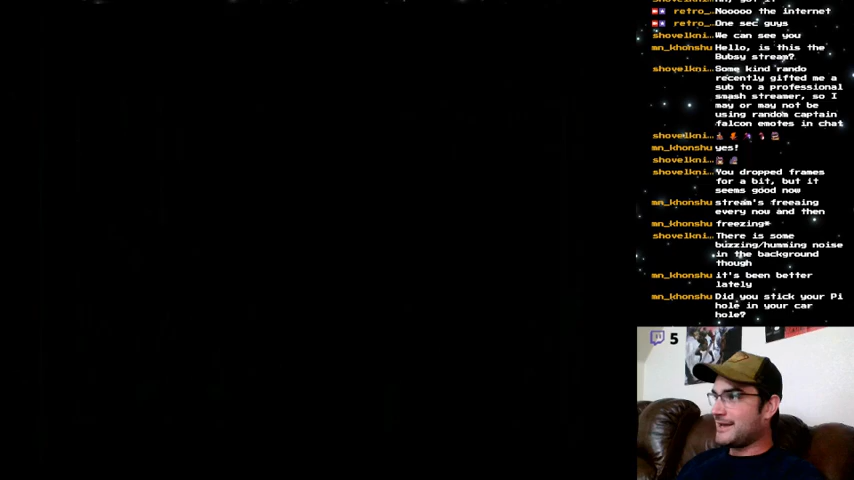 retro_… Nooooo the internet
retro_… One sec guys
shovelkni… We can see you
mn_khonshu Hello, is this the
Bubsy stream?
shovelkni… Some kind rando
recently gifted me a
sub to a professional
smash streamer, so I
may or may not be
using random captain
falcon emotes in chat
shovelkni…
mn_khonshu yes!
shovelkni…
shovelkni… You dropped frames
for a bit, but it
seems good now
mn_khonshu stream's freeaing
every now and then
mn_khonshu freezing*
shovelkni… There is some
buzzing/humming noise
in the background
though
mn_khonshu it's been better
lately
mn_khonshu Did you stick your Pi
hole in your car
hole?
5